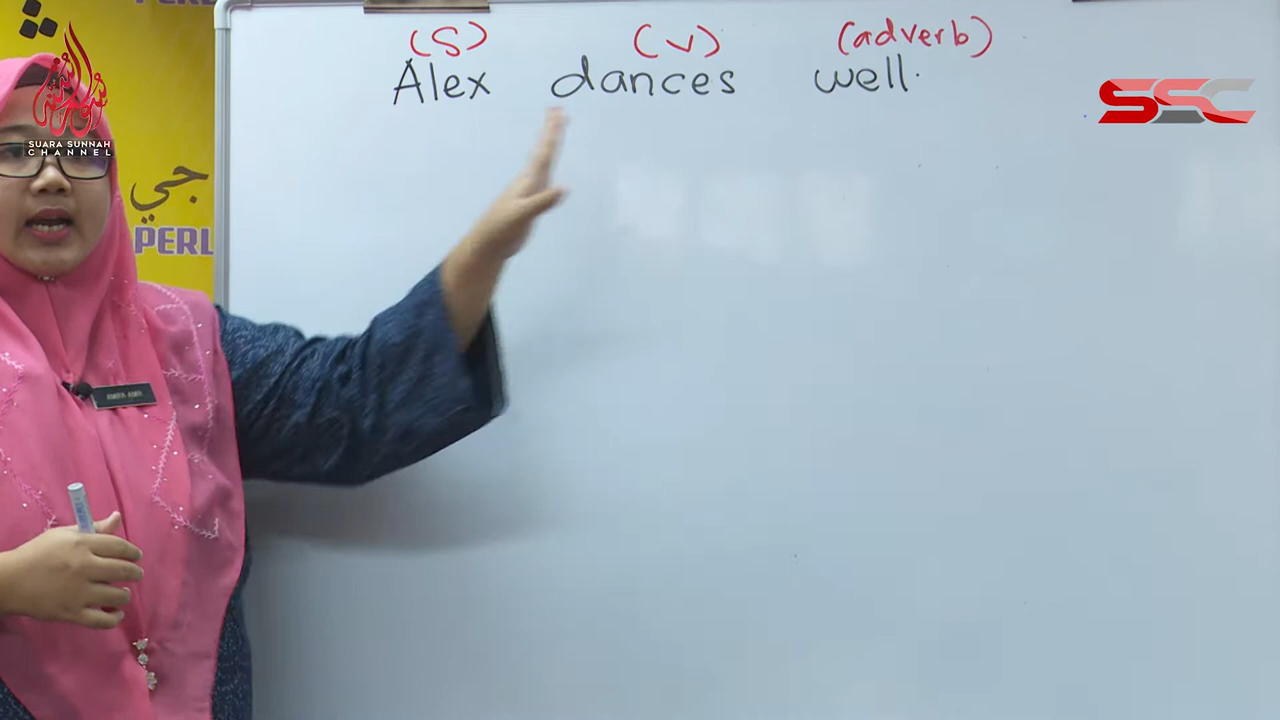 (S) (v) (adverb)
Alex dances well.
SUARA SUNNAH
CHANNEL
SSC
جي
PERL